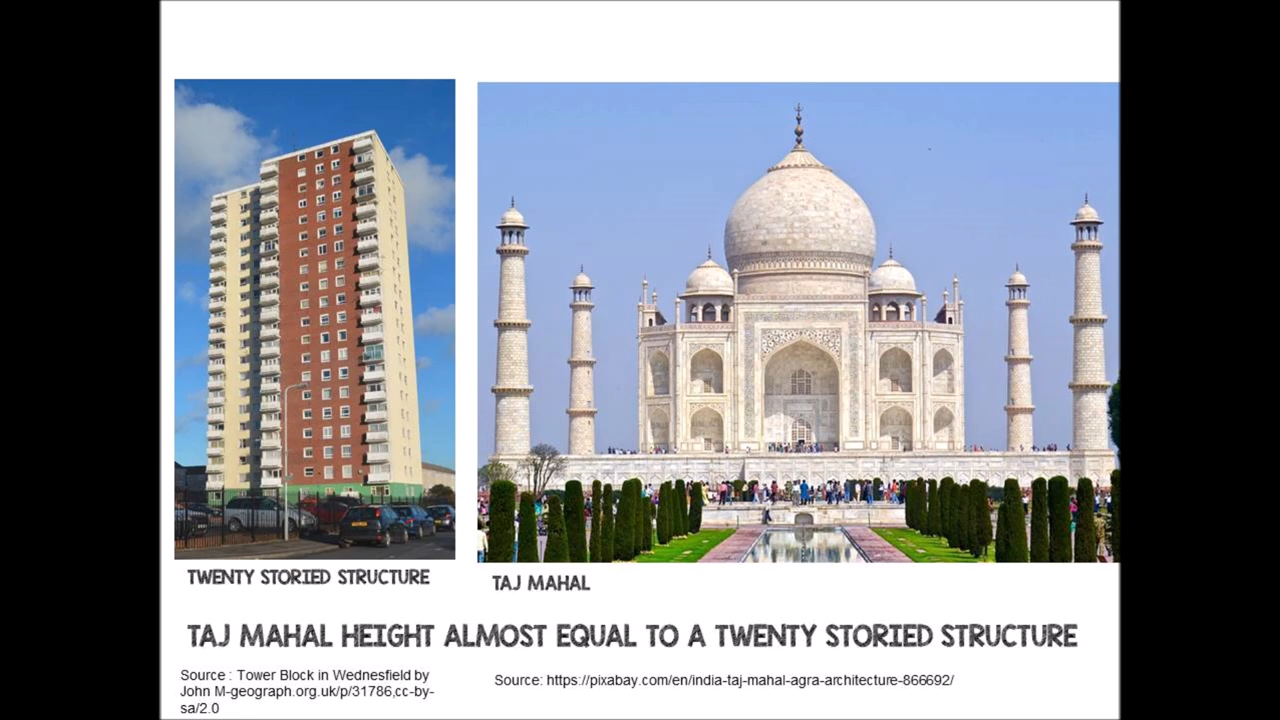 TWENTY STORIED STRUCTURE
TAJ MAHAL
TAJ MAHAL HEIGHT ALMOST EQUAL TO A TWENTY STORIED STRUCTURE
Source : Tower Block in Wednesfield by
John M-geograph.org.uk/p/31786,cc-by-
sa/2.0
Source: https://pixabay.com/en/india-taj-mahal-agra-architecture-866692/